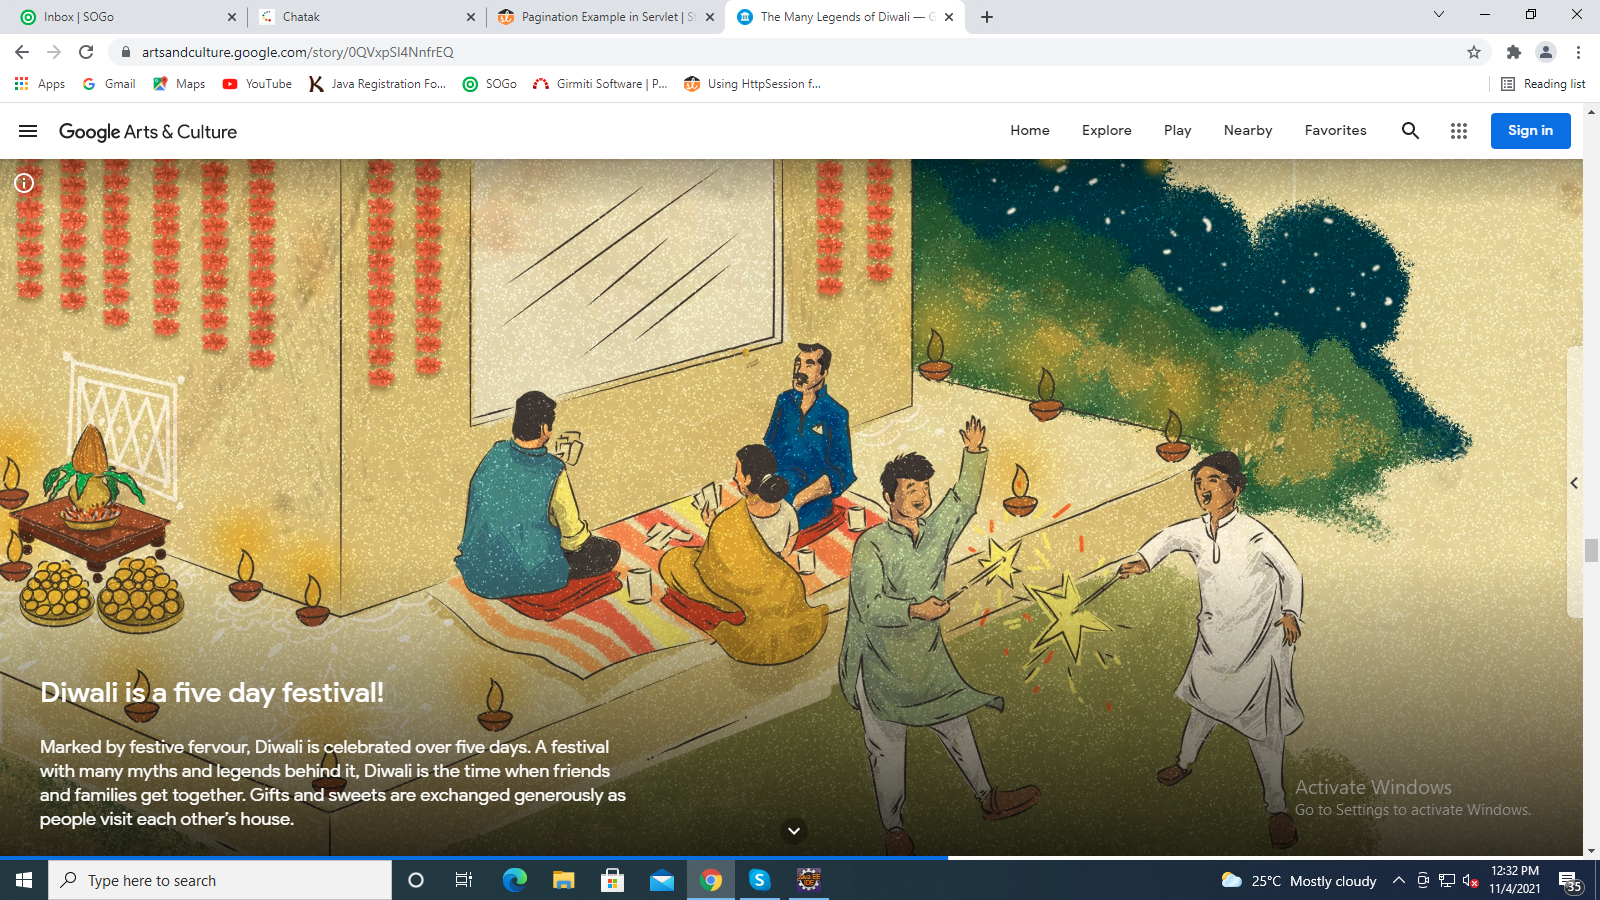 Inbox | SOGo
Chatak
Pagination Example in Servlet | St
The Many Legends of Diwali — G
artsandculture.google.com/story/0QVxpSl4NnfrEQ
Apps
Gmail
Maps
YouTube
Java Registration Fo...
SOGo
Girmiti Software | P...
Using HttpSession f...
Reading list
Google Arts & Culture
Home
Explore
Play
Nearby
Favorites
Sign in
Diwali is a five day festival!
Marked by festive fervour, Diwali is celebrated over five days. A festival
with many myths and legends behind it, Diwali is the time when friends
and families get together. Gifts and sweets are exchanged generously as
people visit each other's house.
Activate Windows
Go to Settings to activate Windows.
Type here to search
25°C Mostly cloudy
12:32 PM
11/4/2021
35